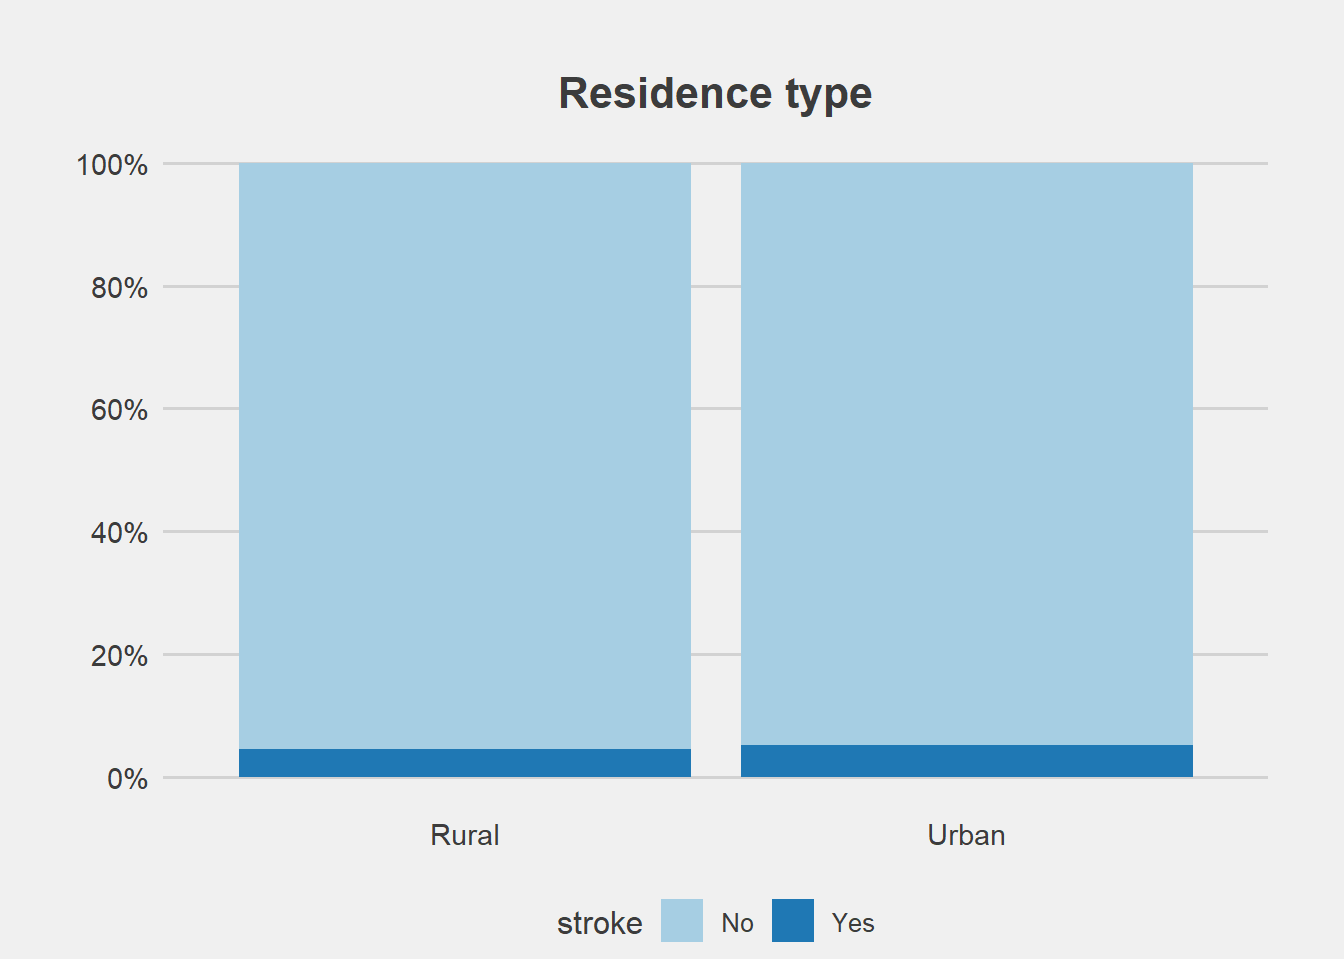 Residence type
100%
80%
60%
40%
20%
0%
Rural Urban
stroke No Yes